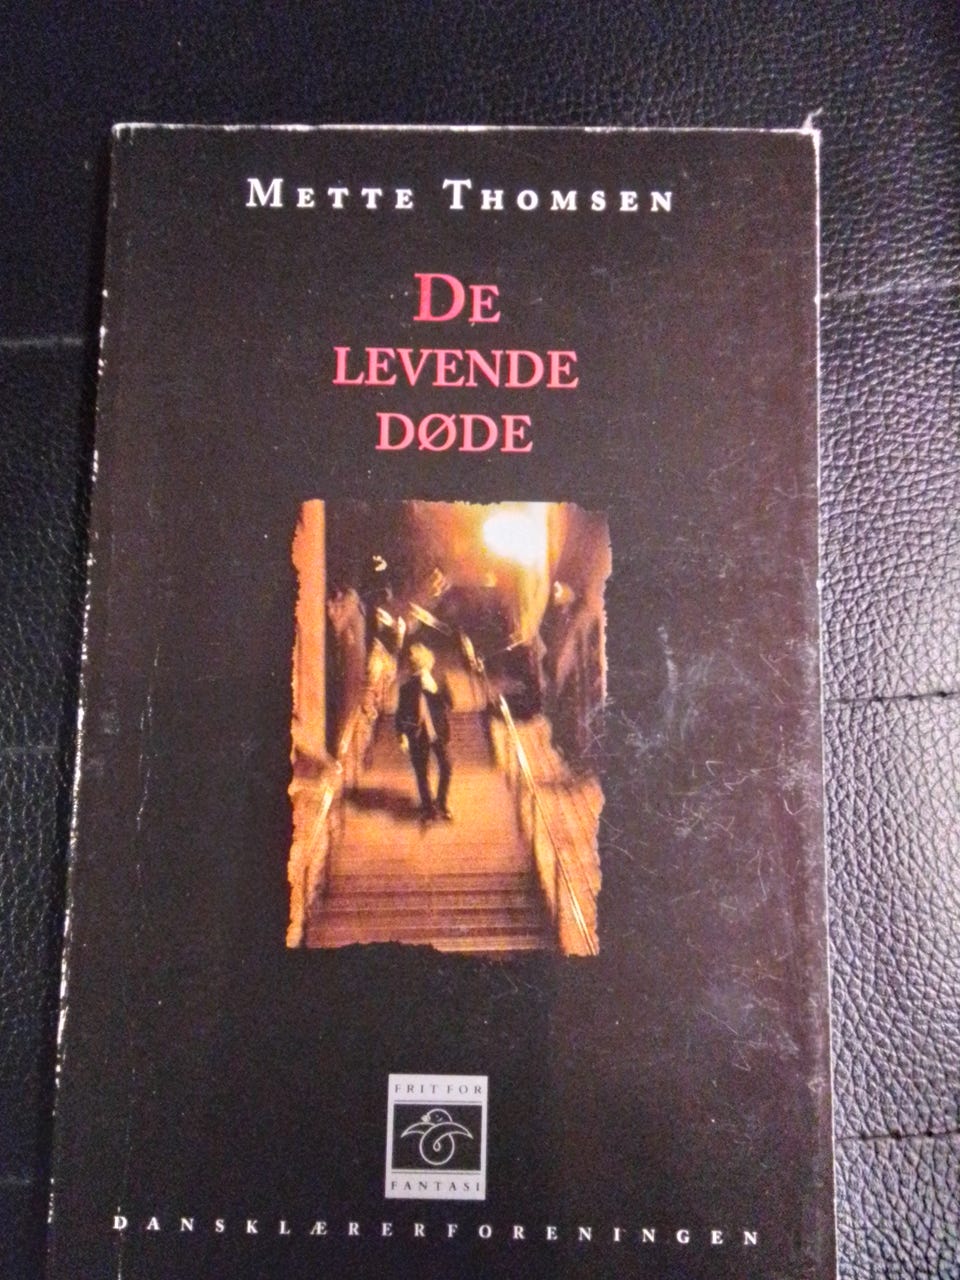 METTE THOMSEN
DE
LEVENDE
DØDE
FRIT FOR
FANTASI
DANSKLÆRERFORENINGEN